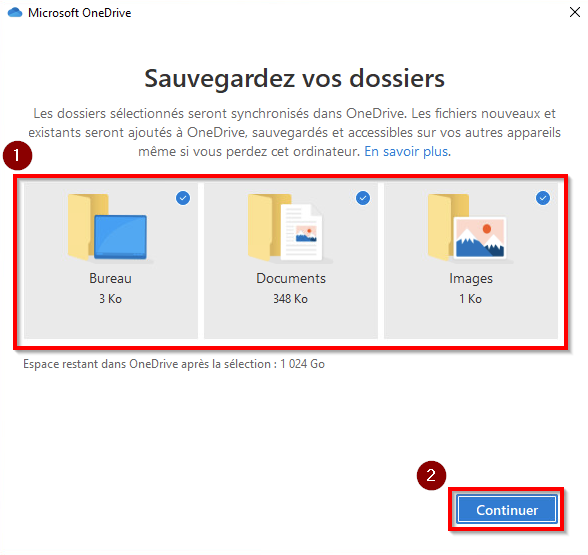 Microsoft OneDrive
Sauvegardez vos dossiers
Les dossiers sélectionnés seront synchronisés dans OneDrive. Les fichiers nouveaux et
existants seront ajoutés à OneDrive, sauvegardés et accessibles sur vos autres appareils
même si vous perdez cet ordinateur. En savoir plus.
1
Bureau
3 Ko
Documents
348 Ko
Images
1 Ko
Espace restant dans OneDrive après la sélection : 1 024 Go
2
Continuer